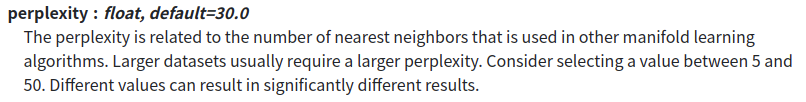 perplexity : float, default=30.0
The perplexity is related to the number of nearest neighbors that is used in other manifold learning
algorithms. Larger datasets usually require a larger perplexity. Consider selecting a value between 5 and
50. Different values can result in significantly different results.